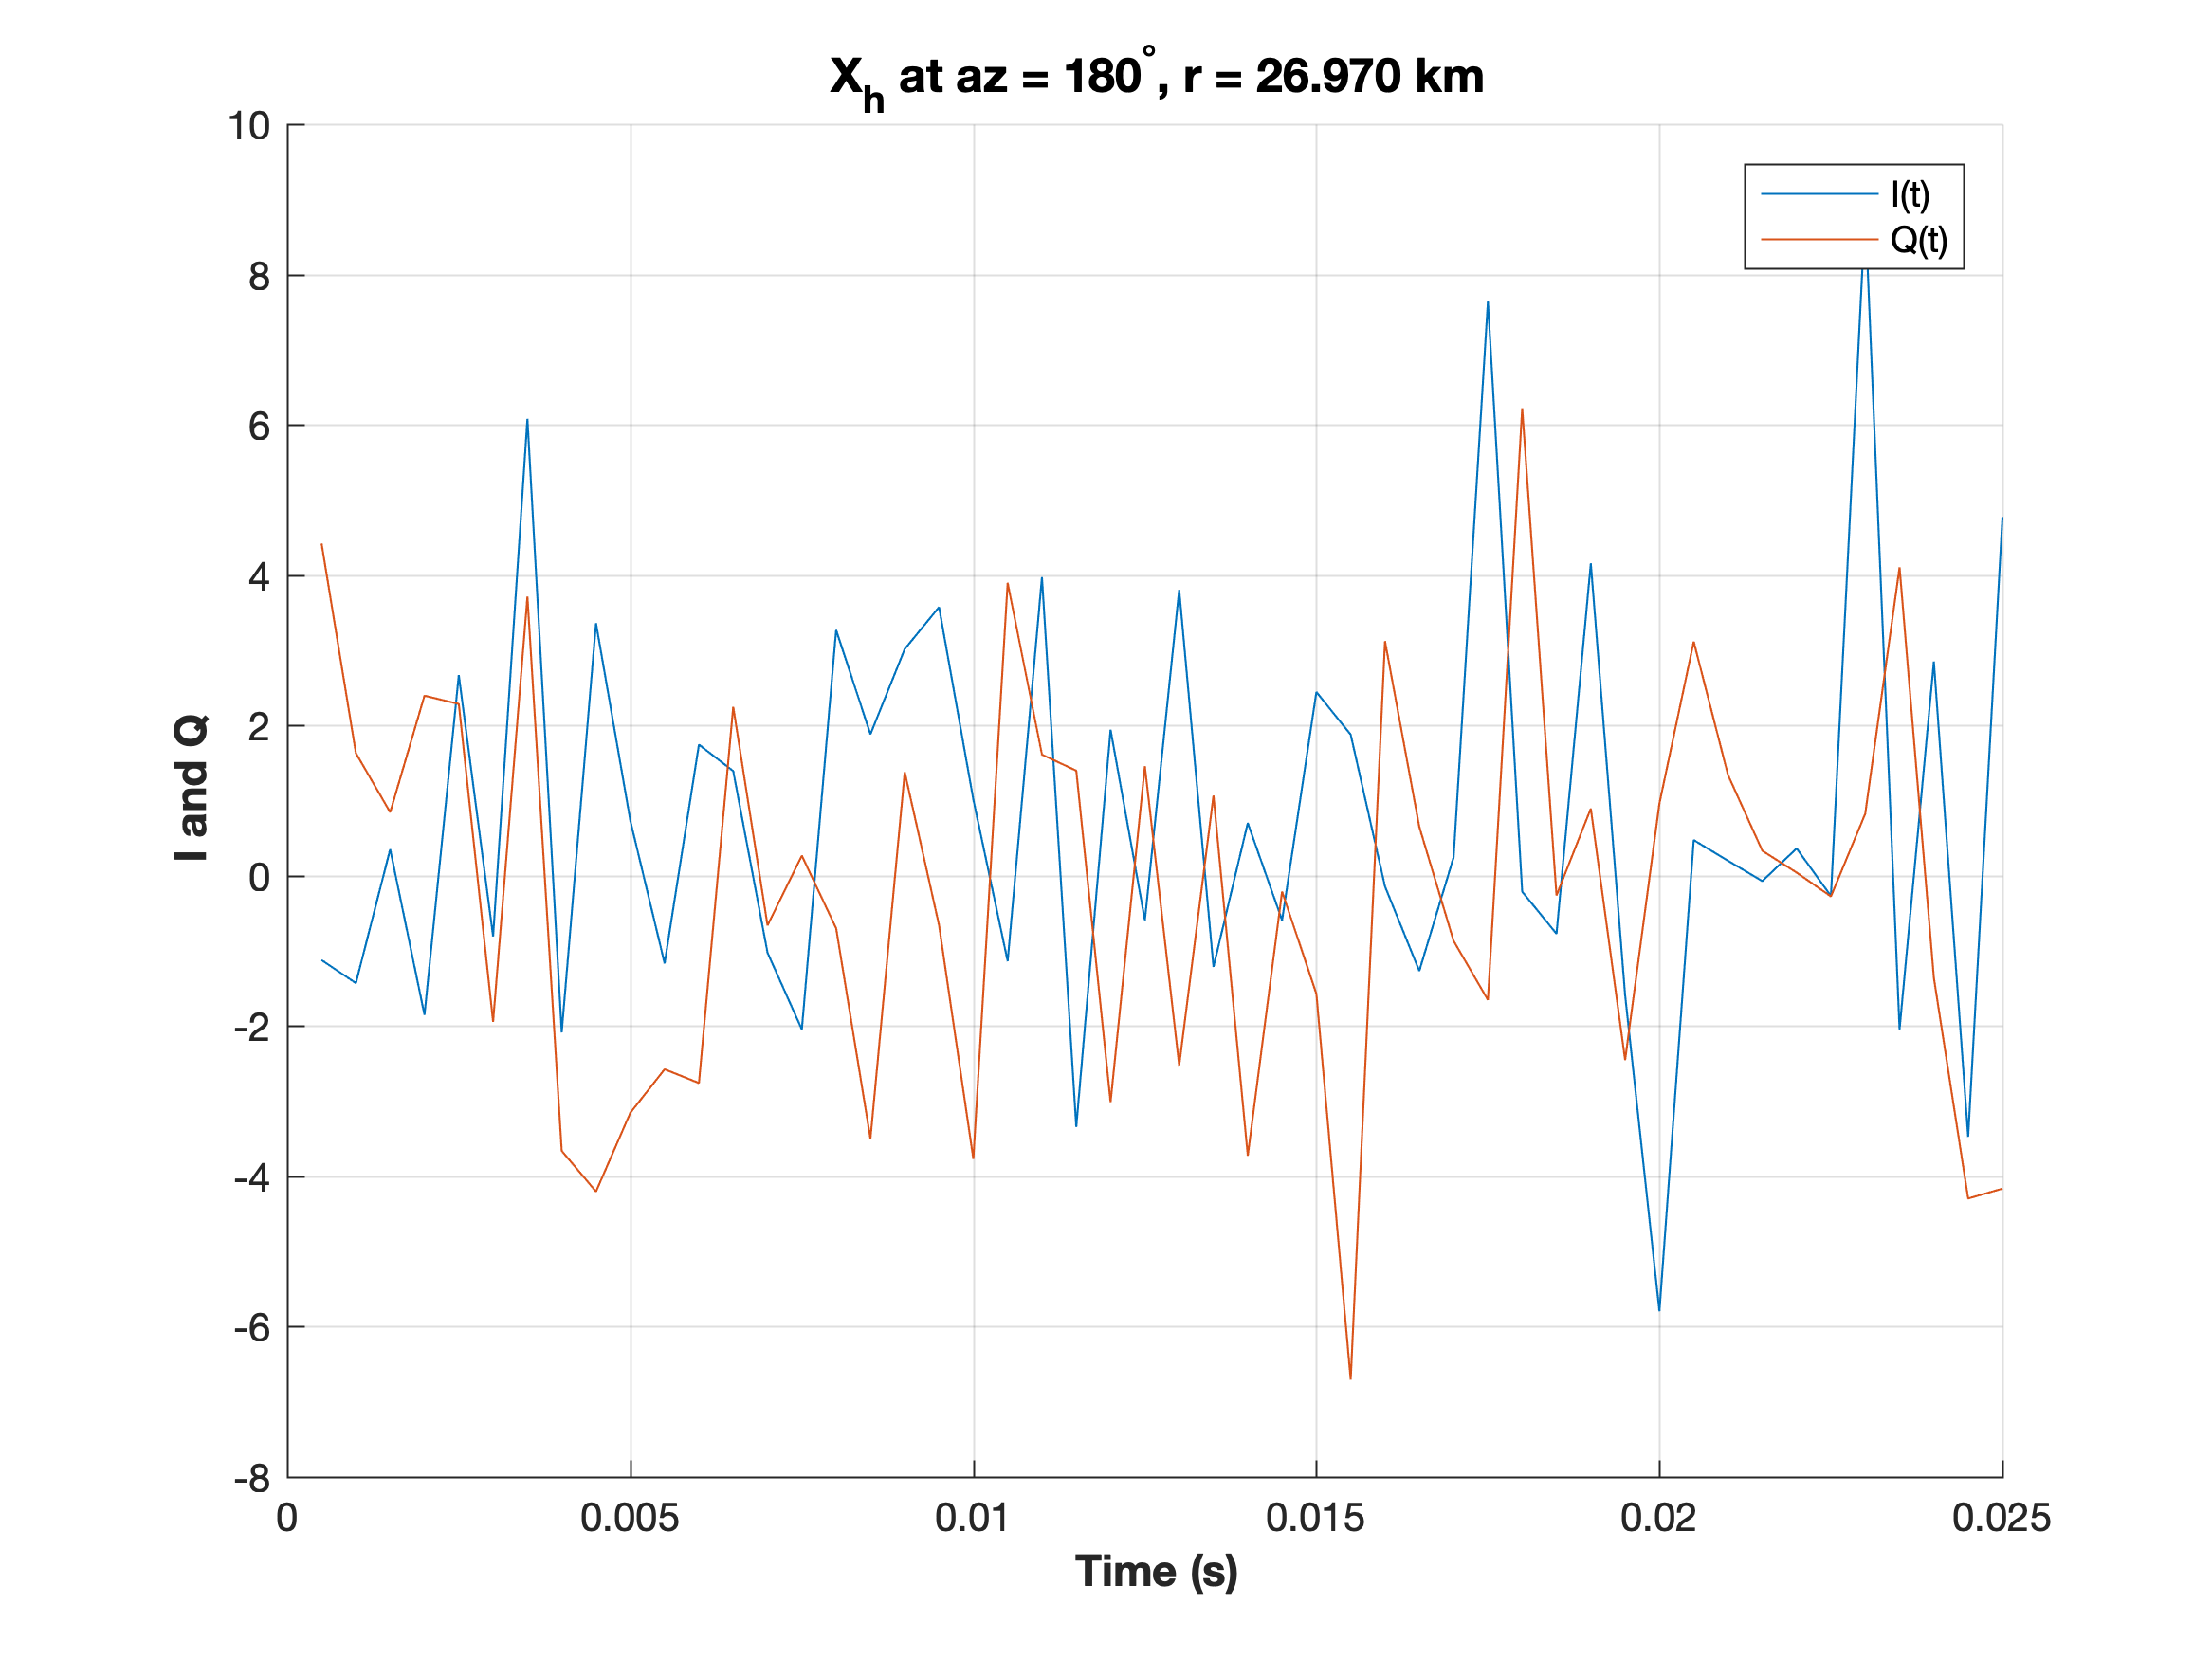 X_h at az = 180°, r = 26.970 km
10
8
6
4
2
0
-2
-4
-6
-8
I and Q
I(t)
Q(t)
0 0.005 0.01 0.015 0.02 0.025
Time (s)